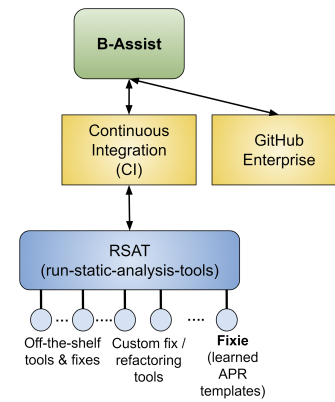 B-Assist
Continuous
Integration
(CI)
GitHub
Enterprise
RSAT
(run-static-analysis-tools)
Off-the-shelf
tools & fixes
Custom fix /
refactoring
tools
Fixie
(learned
APR
templates)